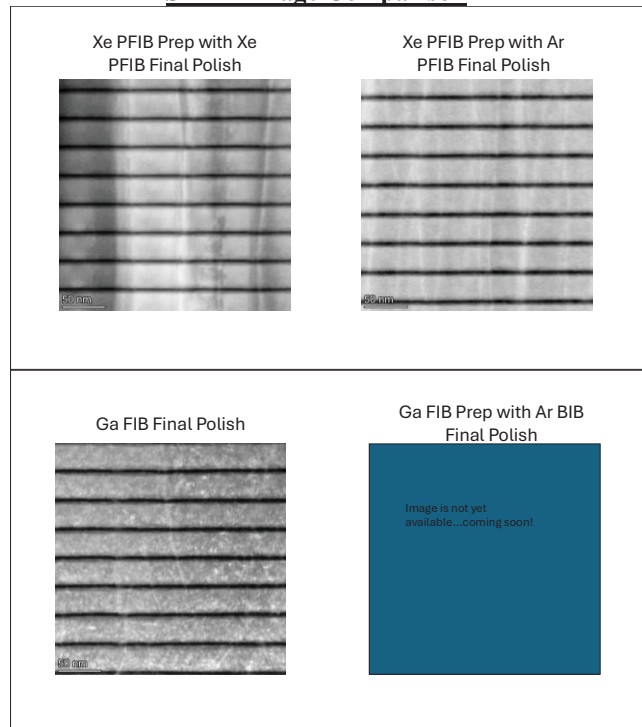 Xe PFIB Prep with Xe
PFIB Final Polish
Xe PFIB Prep with Ar
PFIB Final Polish
50 nm
50 nm
Ga FIB Final Polish
Ga FIB Prep with Ar BIB
Final Polish
Image is not yet
available...coming soon!
50 nm